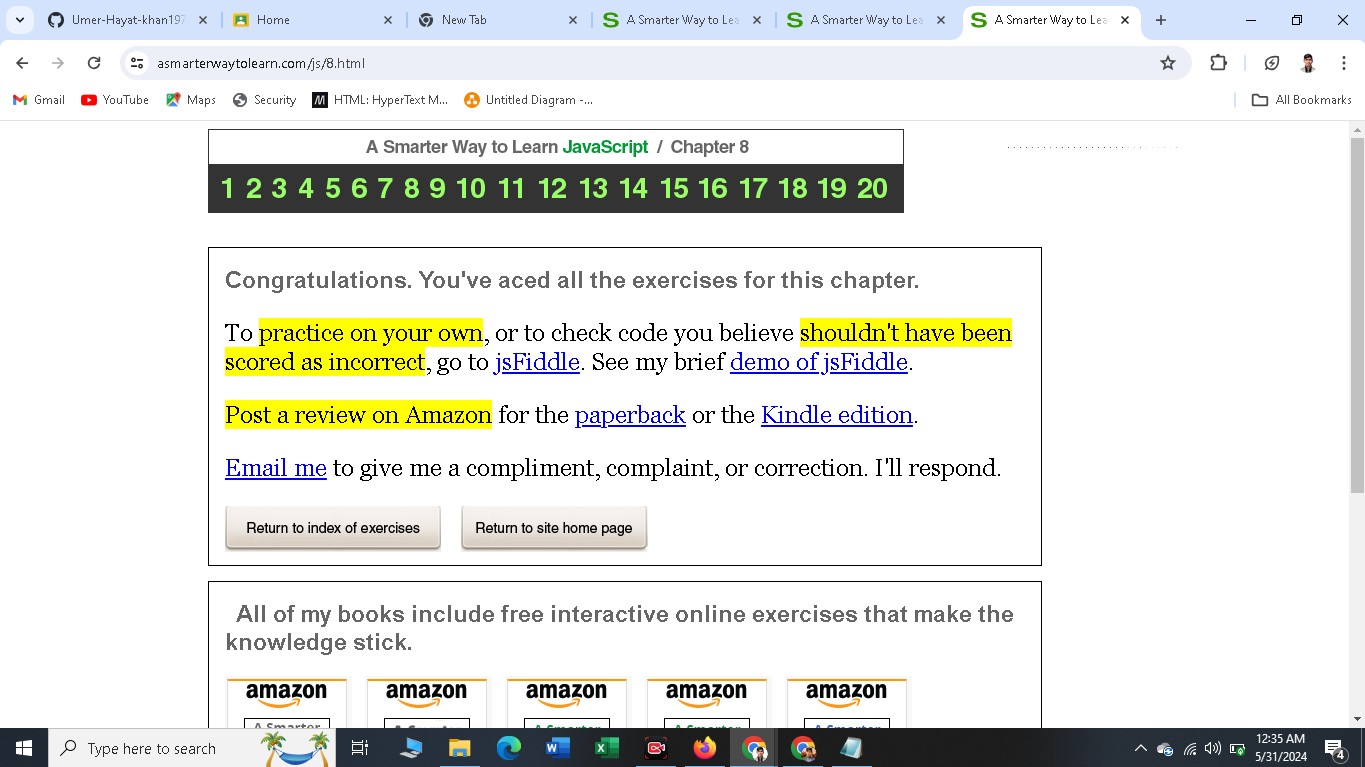 Umer-Hayat-khan197
Home
New Tab
A Smarter Way to Lea
A Smarter Way to Lea
A Smarter Way to Lea
asmarterwaytolearn.com/js/8.html
Gmail
YouTube
Maps
Security
HTML: HyperText M...
Untitled Diagram -...
All Bookmarks
A Smarter Way to Learn JavaScript / Chapter 8
1 2 3 4 5 6 7 8 9 10 11 12 13 14 15 16 17 18 19 20
Congratulations. You've aced all the exercises for this chapter.
To practice on your own, or to check code you believe shouldn't have been
scored as incorrect, go to jsFiddle. See my brief demo of jsFiddle.
Post a review on Amazon for the paperback or the Kindle edition.
Email me to give me a compliment, complaint, or correction. I'll respond.
Return to index of exercises
Return to site home page
All of my books include free interactive online exercises that make the
knowledge stick.
amazon
amazon
amazon
amazon
amazon
A Smarter
A Smarter
A Smarter
A Smarter
A Smarter
Type here to search
12:35 AM
5/31/2024
4